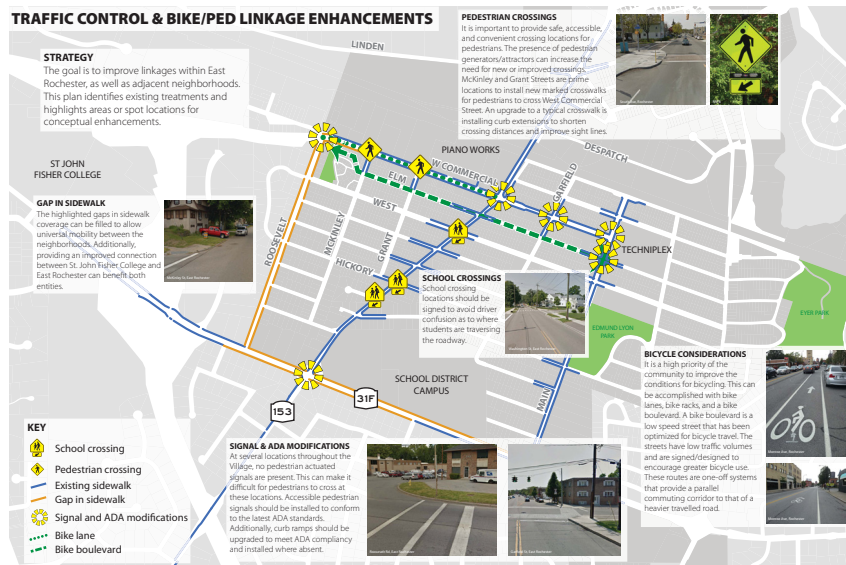 TRAFFIC CONTROL & BIKE/PED LINKAGE ENHANCEMENTS
STRATEGY
The goal is to improve linkages within East
Rochester, as well as adjacent neighborhoods.
This plan identifies existing treatments and
highlights areas or spot locations for
conceptual enhancements.
LINDEN
PEDESTRIAN CROSSINGS
It is important to provide safe, accessible,
and convenient crossing locations for
pedestrians. The presence of pedestrian
generators/attractors can increase the
need for new or improved crossings.
McKinley and Grant Streets are prime
locations to install new marked crosswalks
for pedestrians to cross West Commercial
Street. An upgrade to a typical crosswalk is
installing curb extensions to shorten
crossing distances and improve sight lines.
ST JOHN
FISHER COLLEGE
PIANO WORKS
DESPATCH
W COMMERCIAL
ELM
GARFIELD
WEST
GAP IN SIDEWALK
The highlighted gaps in sidewalk
coverage can be filled to allow
universal mobility between the
neighborhoods. Additionally,
providing an improved connection
between St. John Fisher College and
East Rochester can benefit both
entities.
ROOSEVELT
MCKINLEY
GRANT
HICKORY
TECHNIPLEX
SCHOOL CROSSINGS
School crossing
locations should be
signed to avoid driver
confusion as to where
students are traversing
the roadway.
EDMUND LYON
PARK
EYER PARK
BICYCLE CONSIDERATIONS
It is a high priority of the
community to improve the
conditions for bicycling. This can
be accomplished with bike
lanes, bike racks, and a bike
boulevard. A bike boulevard is a
low speed street that has been
optimized for bicycle travel. The
streets have low traffic volumes
and are signed/designed to
encourage greater bicycle use.
These routes are one-off systems
that provide a parallel
commuting corridor to that of a
heavier travelled road.
SCHOOL DISTRICT
CAMPUS
MAIN
31F
153
KEY
School crossing
Pedestrian crossing
Existing sidewalk
Gap in sidewalk
Signal and ADA modifications
Bike lane
Bike boulevard
SIGNAL & ADA MODIFICATIONS
At several locations throughout the
Village, no pedestrian actuated
signals are present. This can make it
difficult for pedestrians to cross at
these locations. Accessible pedestrian
signals should be installed to conform
to the latest ADA standards.
Additionally, curb ramps should be
upgraded to meet ADA compliancy
and installed where absent.